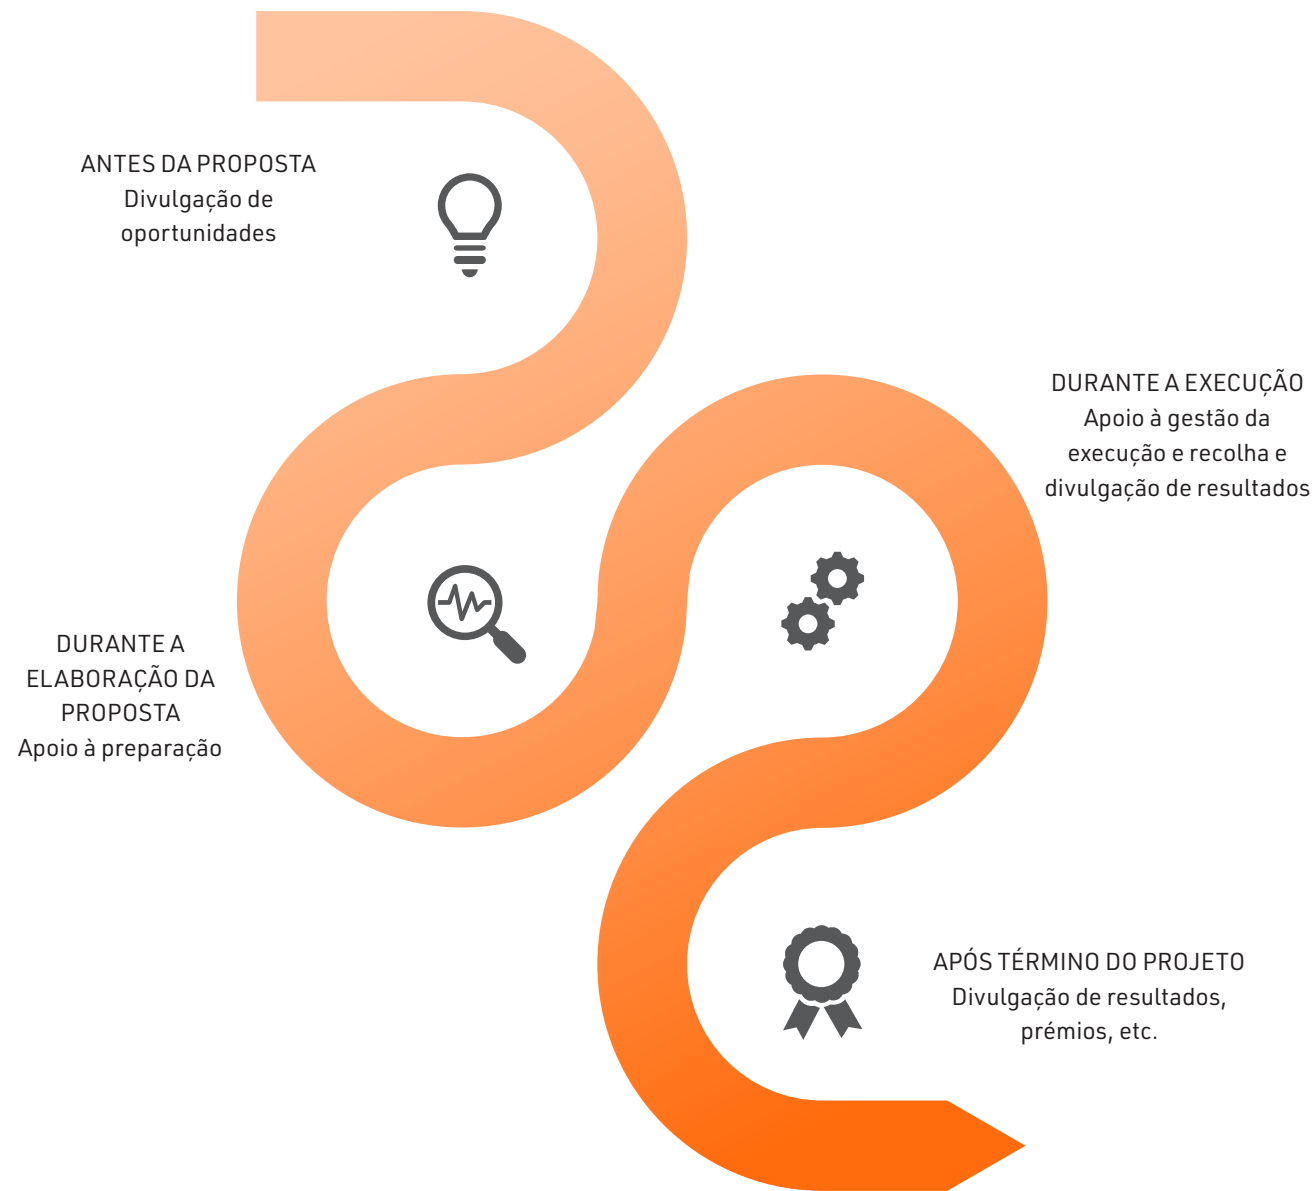 ANTES DA PROPOSTA
Divulgação de
oportunidades
DURANTE A
ELABORAÇÃO DA
PROPOSTA
Apoio à preparação
DURANTE A EXECUÇÃO
Apoio à gestão da
execução e recolha e
divulgação de resultados
APÓS TÉRMINO DO PROJETO
Divulgação de resultados,
prémios, etc.